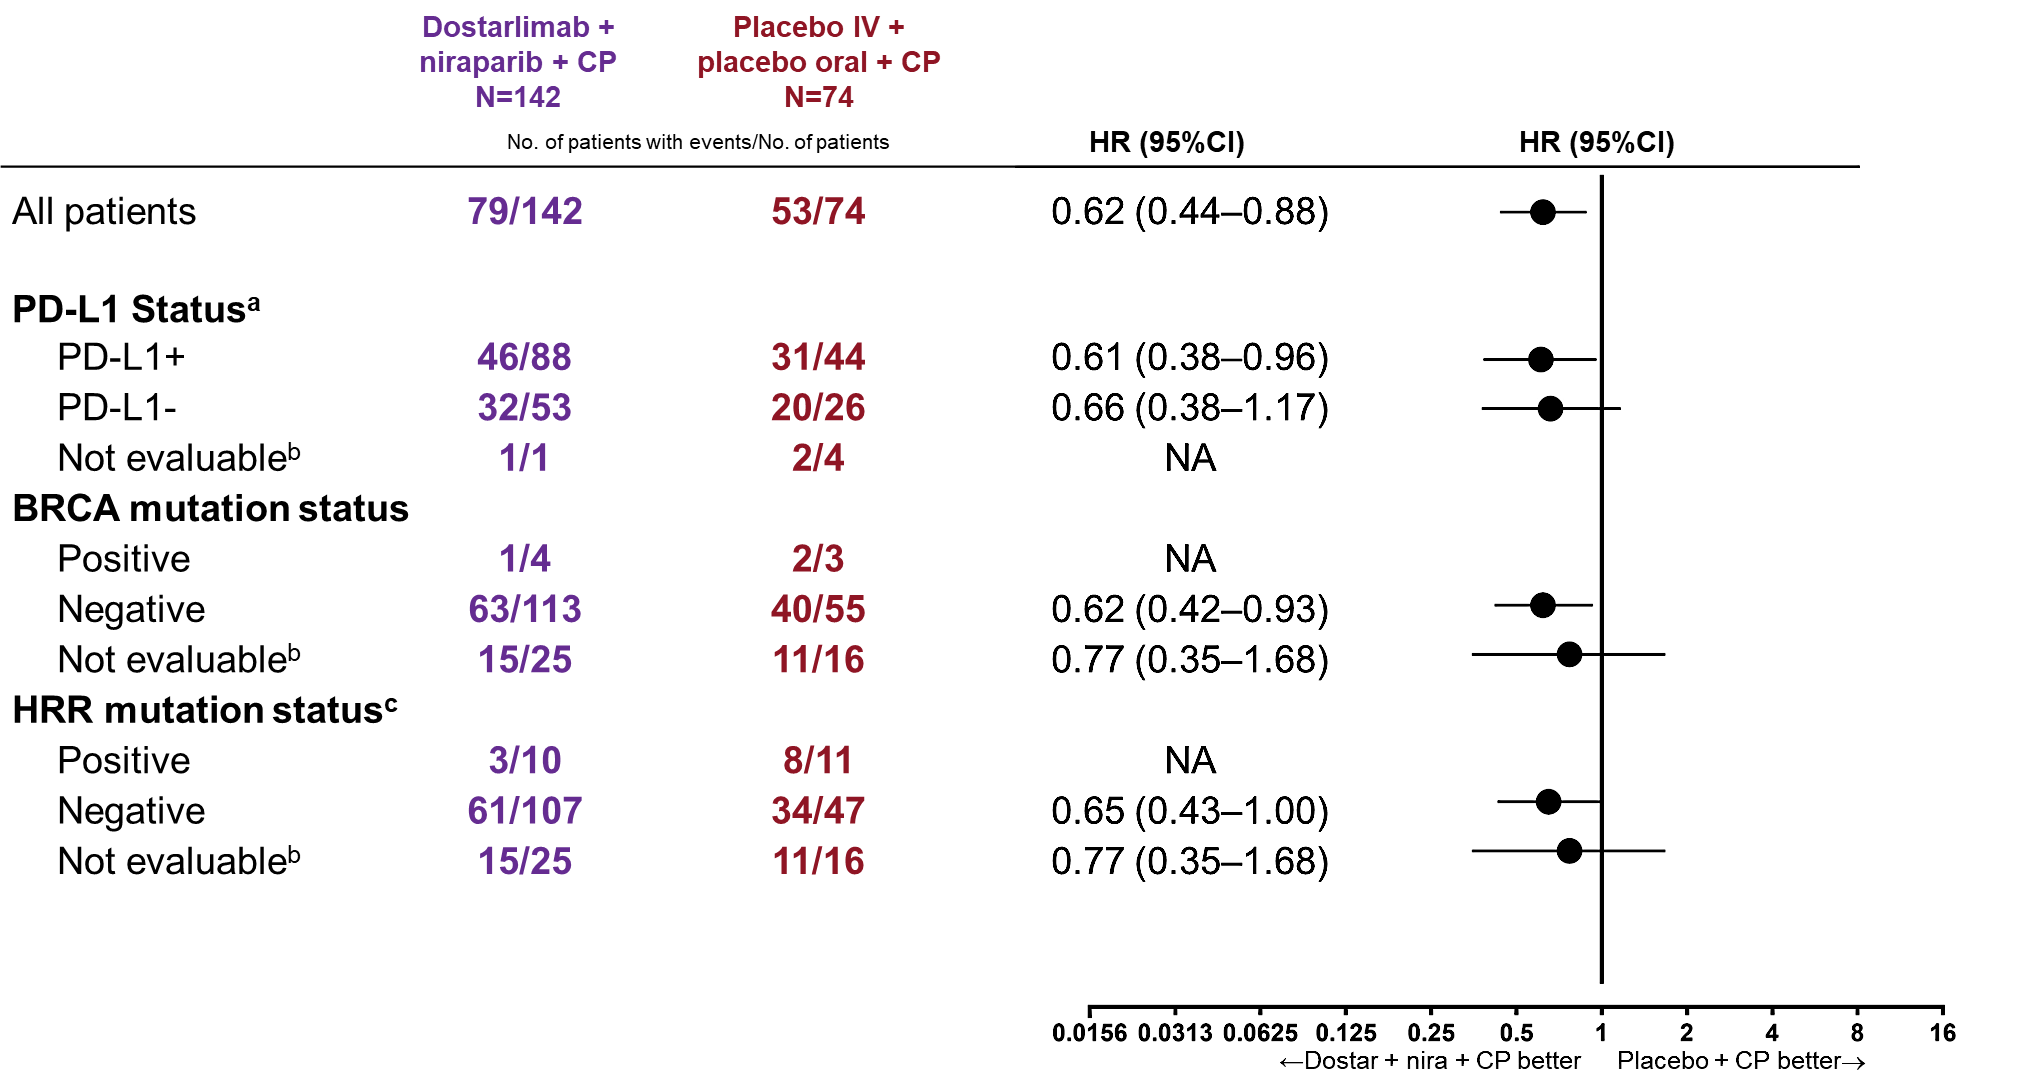 Dostarlimab +
niraparib + CP
N=142
Placebo IV +
placebo oral + CP
N=74
No. of patients with events/No. of patients
HR (95%CI)
HR (95%CI)
All patients 79/142 53/74 0.62 (0.44–0.88)
PD-L1 Statusᵃ
PD-L1+ 46/88 31/44 0.61 (0.38–0.96)
PD-L1- 32/53 20/26 0.66 (0.38–1.17)
Not evaluableᵇ 1/1 2/4 NA
BRCA mutation status
Positive 1/4 2/3 NA
Negative 63/113 40/55 0.62 (0.42–0.93)
Not evaluableᵇ 15/25 11/16 0.77 (0.35–1.68)
HRR mutation statusᶜ
Positive 3/10 8/11 NA
Negative 61/107 34/47 0.65 (0.43–1.00)
Not evaluableᵇ 15/25 11/16 0.77 (0.35–1.68)
0.0156 0.0313 0.0625 0.125 0.25 0.5 1 2 4 8 16
←Dostar + nira + CP better Placebo + CP better→